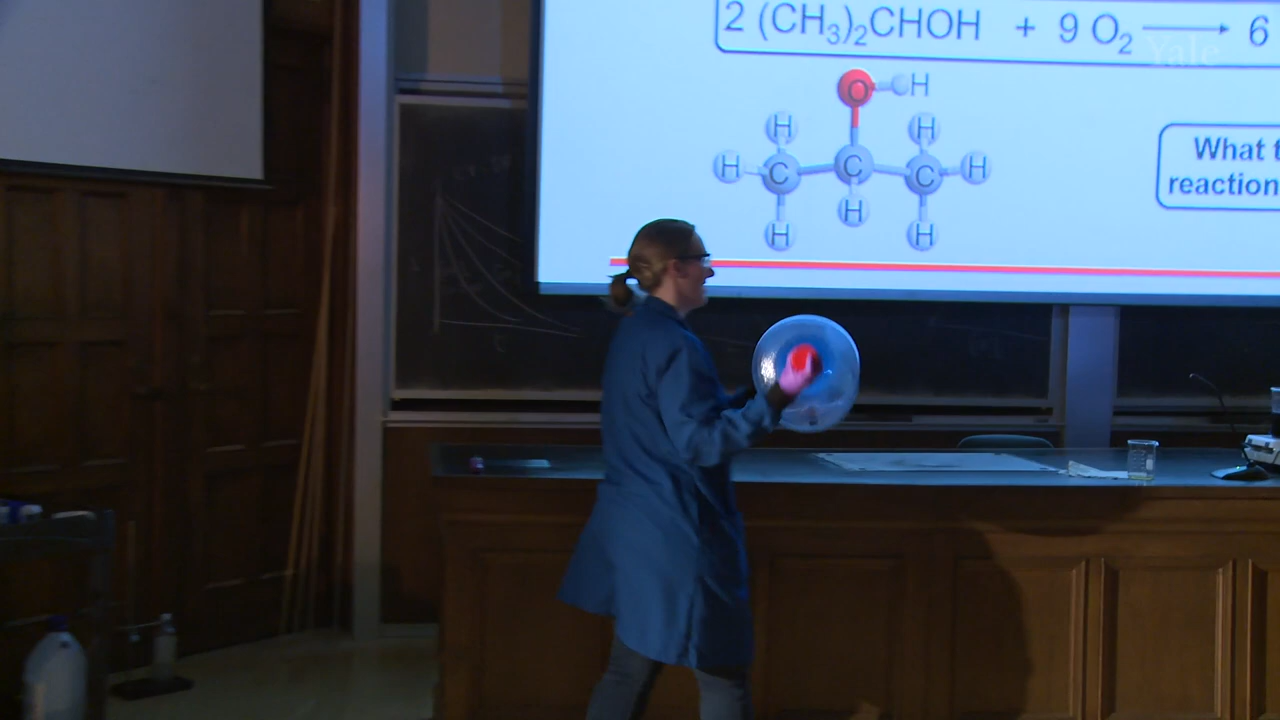 2 (CH₃)₂CHOH + 9 O₂ ⟶ 6
Yale
O H
H H
H C C C H
H
H H
What t
reaction